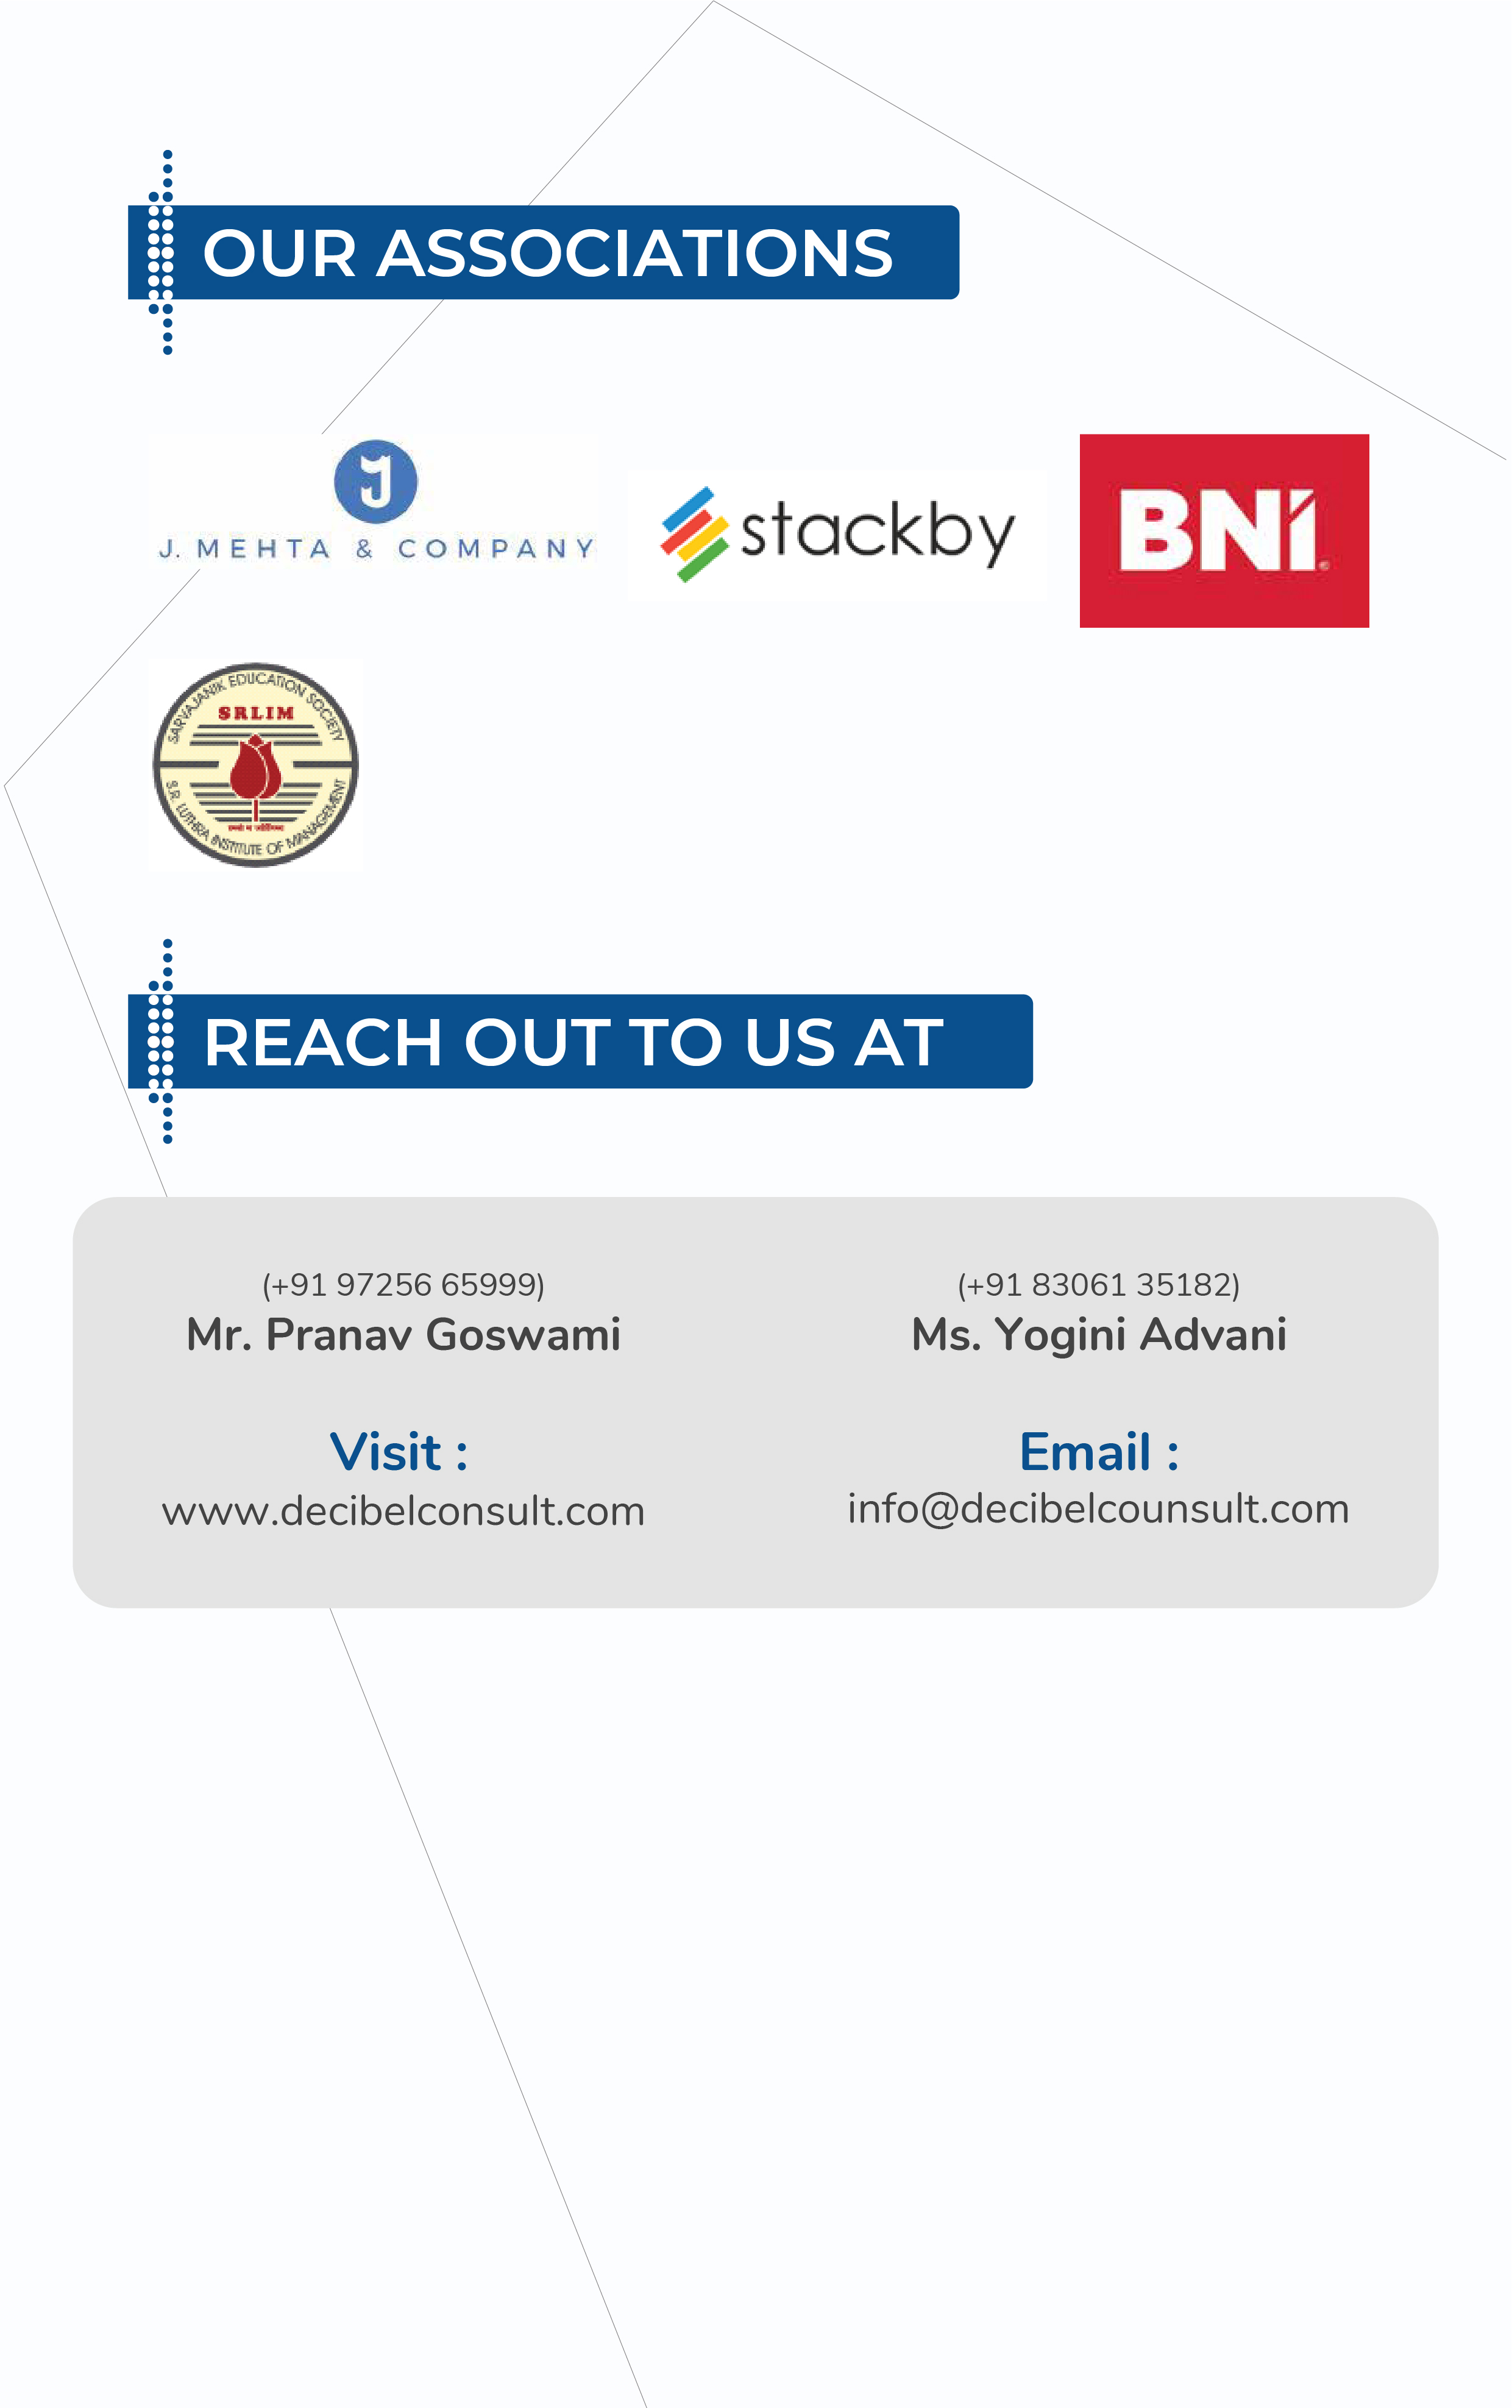 OUR ASSOCIATIONS
J
J. MEHTA & COMPANY
stackby
BNI
SARVAJANIK EDUCATION SOCIETY
SRLIM
S.R. LUTHRA INSTITUTE OF MANAGEMENT
REACH OUT TO US AT
(+91 97256 65999)
Mr. Pranav Goswami
(+91 83061 35182)
Ms. Yogini Advani
Visit :
www.decibelconsult.com
Email :
info@decibelcounsult.com